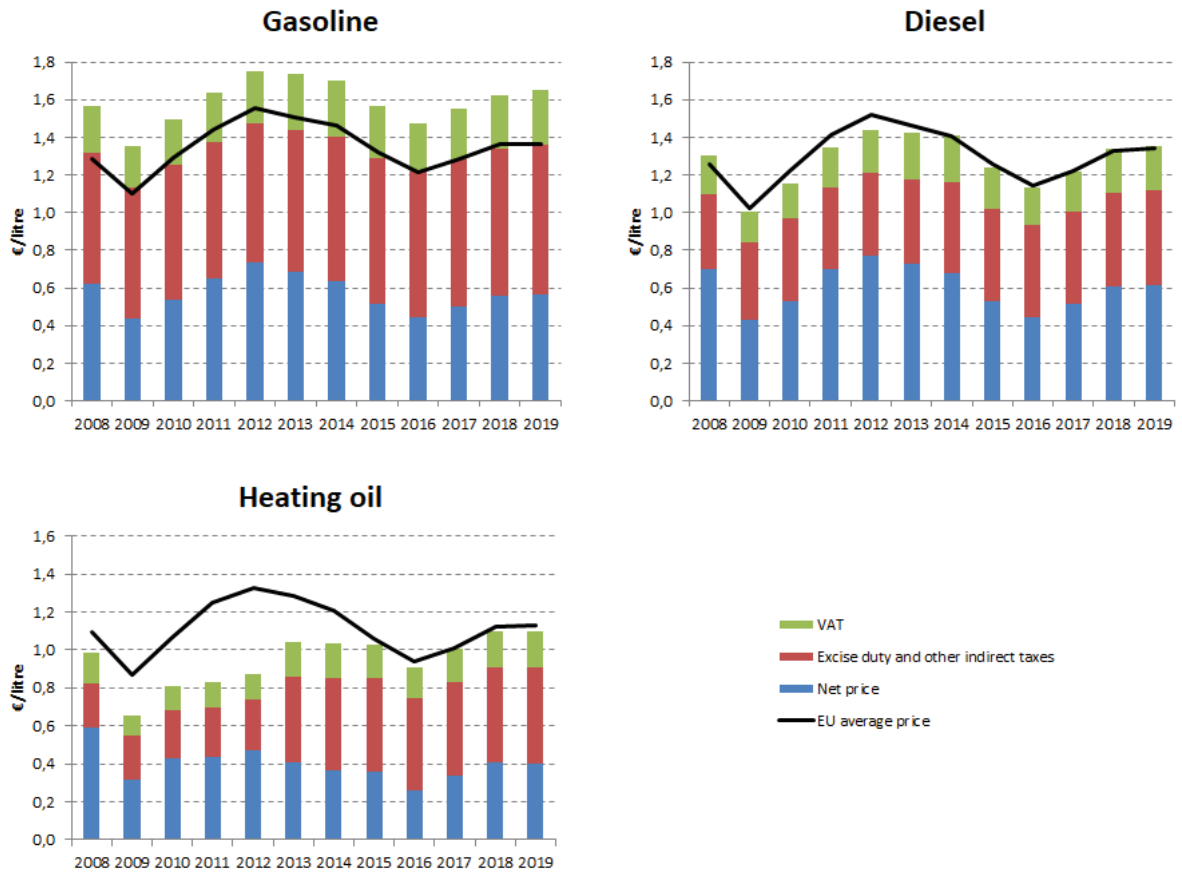 Gasoline
€/litre
1,8
1,6
1,4
1,2
1,0
0,8
0,6
0,4
0,2
0,0
2008 2009 2010 2011 2012 2013 2014 2015 2016 2017 2018 2019
Diesel
€/litre
1,8
1,6
1,4
1,2
1,0
0,8
0,6
0,4
0,2
0,0
2008 2009 2010 2011 2012 2013 2014 2015 2016 2017 2018 2019
Heating oil
€/litre
1,6
1,4
1,2
1,0
0,8
0,6
0,4
0,2
0,0
2008 2009 2010 2011 2012 2013 2014 2015 2016 2017 2018 2019
VAT
Excise duty and other indirect taxes
Net price
EU average price